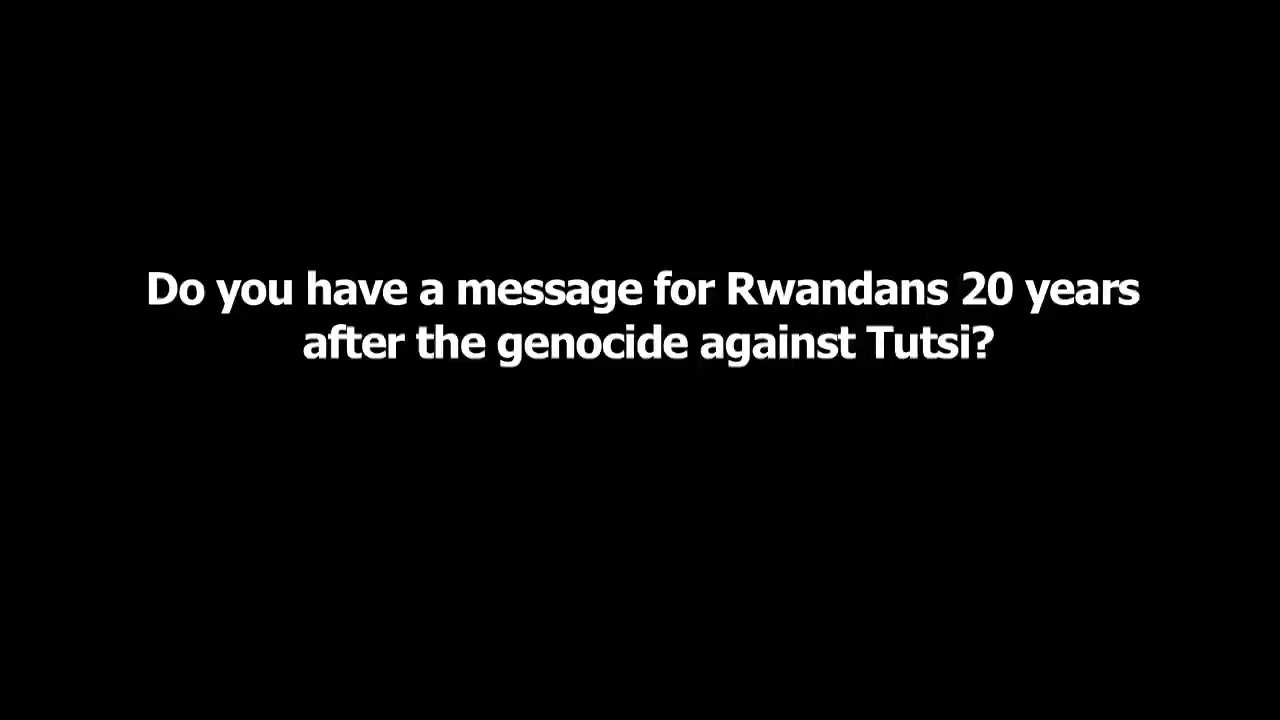 Do you have a message for Rwandans 20 years
after the genocide against Tutsi?